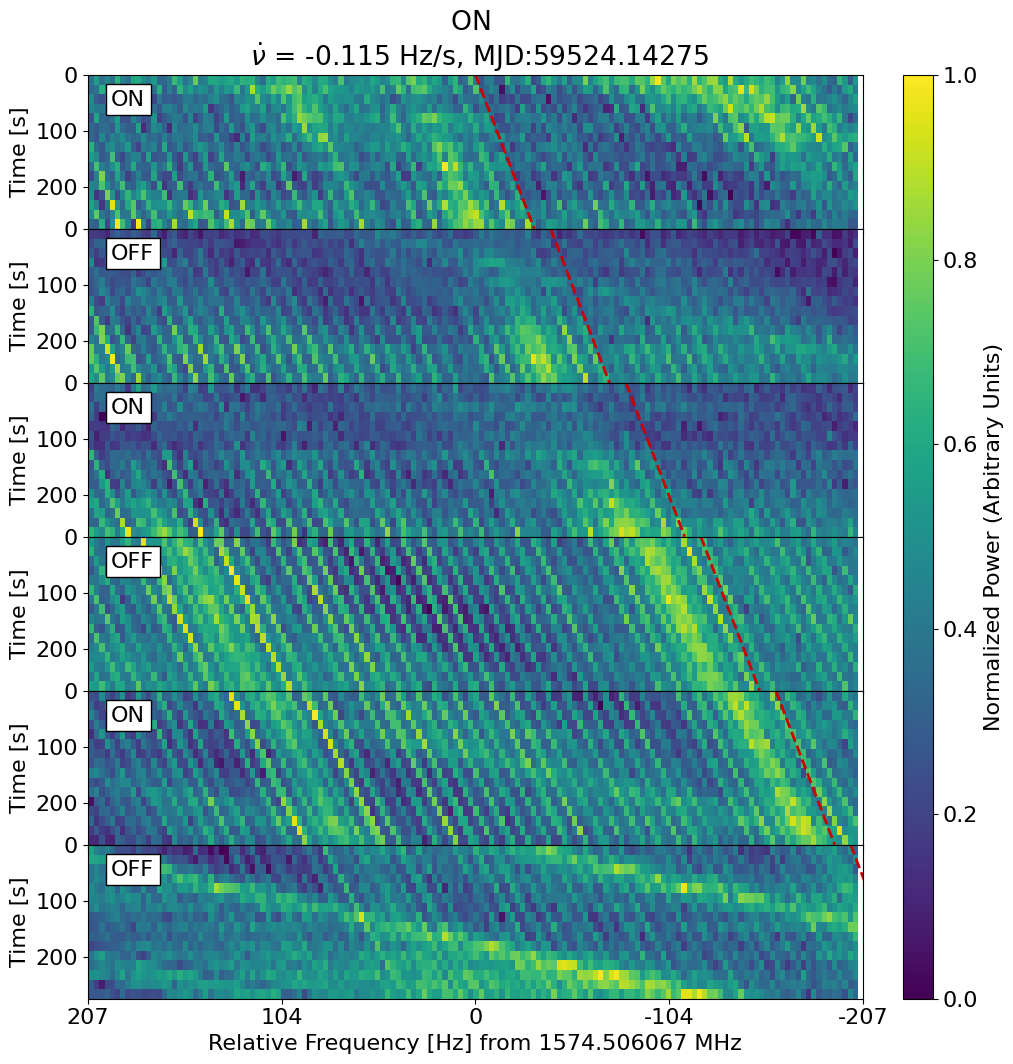 ON
ν̇ = -0.115 Hz/s, MJD:59524.14275
0
ON
100
Time [s]
200
0
OFF
100
Time [s]
200
0
ON
100
Time [s]
200
0
OFF
100
Time [s]
200
0
ON
100
Time [s]
200
0
OFF
100
Time [s]
200
207 104 0 -104 -207
Relative Frequency [Hz] from 1574.506067 MHz
1.0
0.8
0.6
0.4
0.2
0.0
Normalized Power (Arbitrary Units)